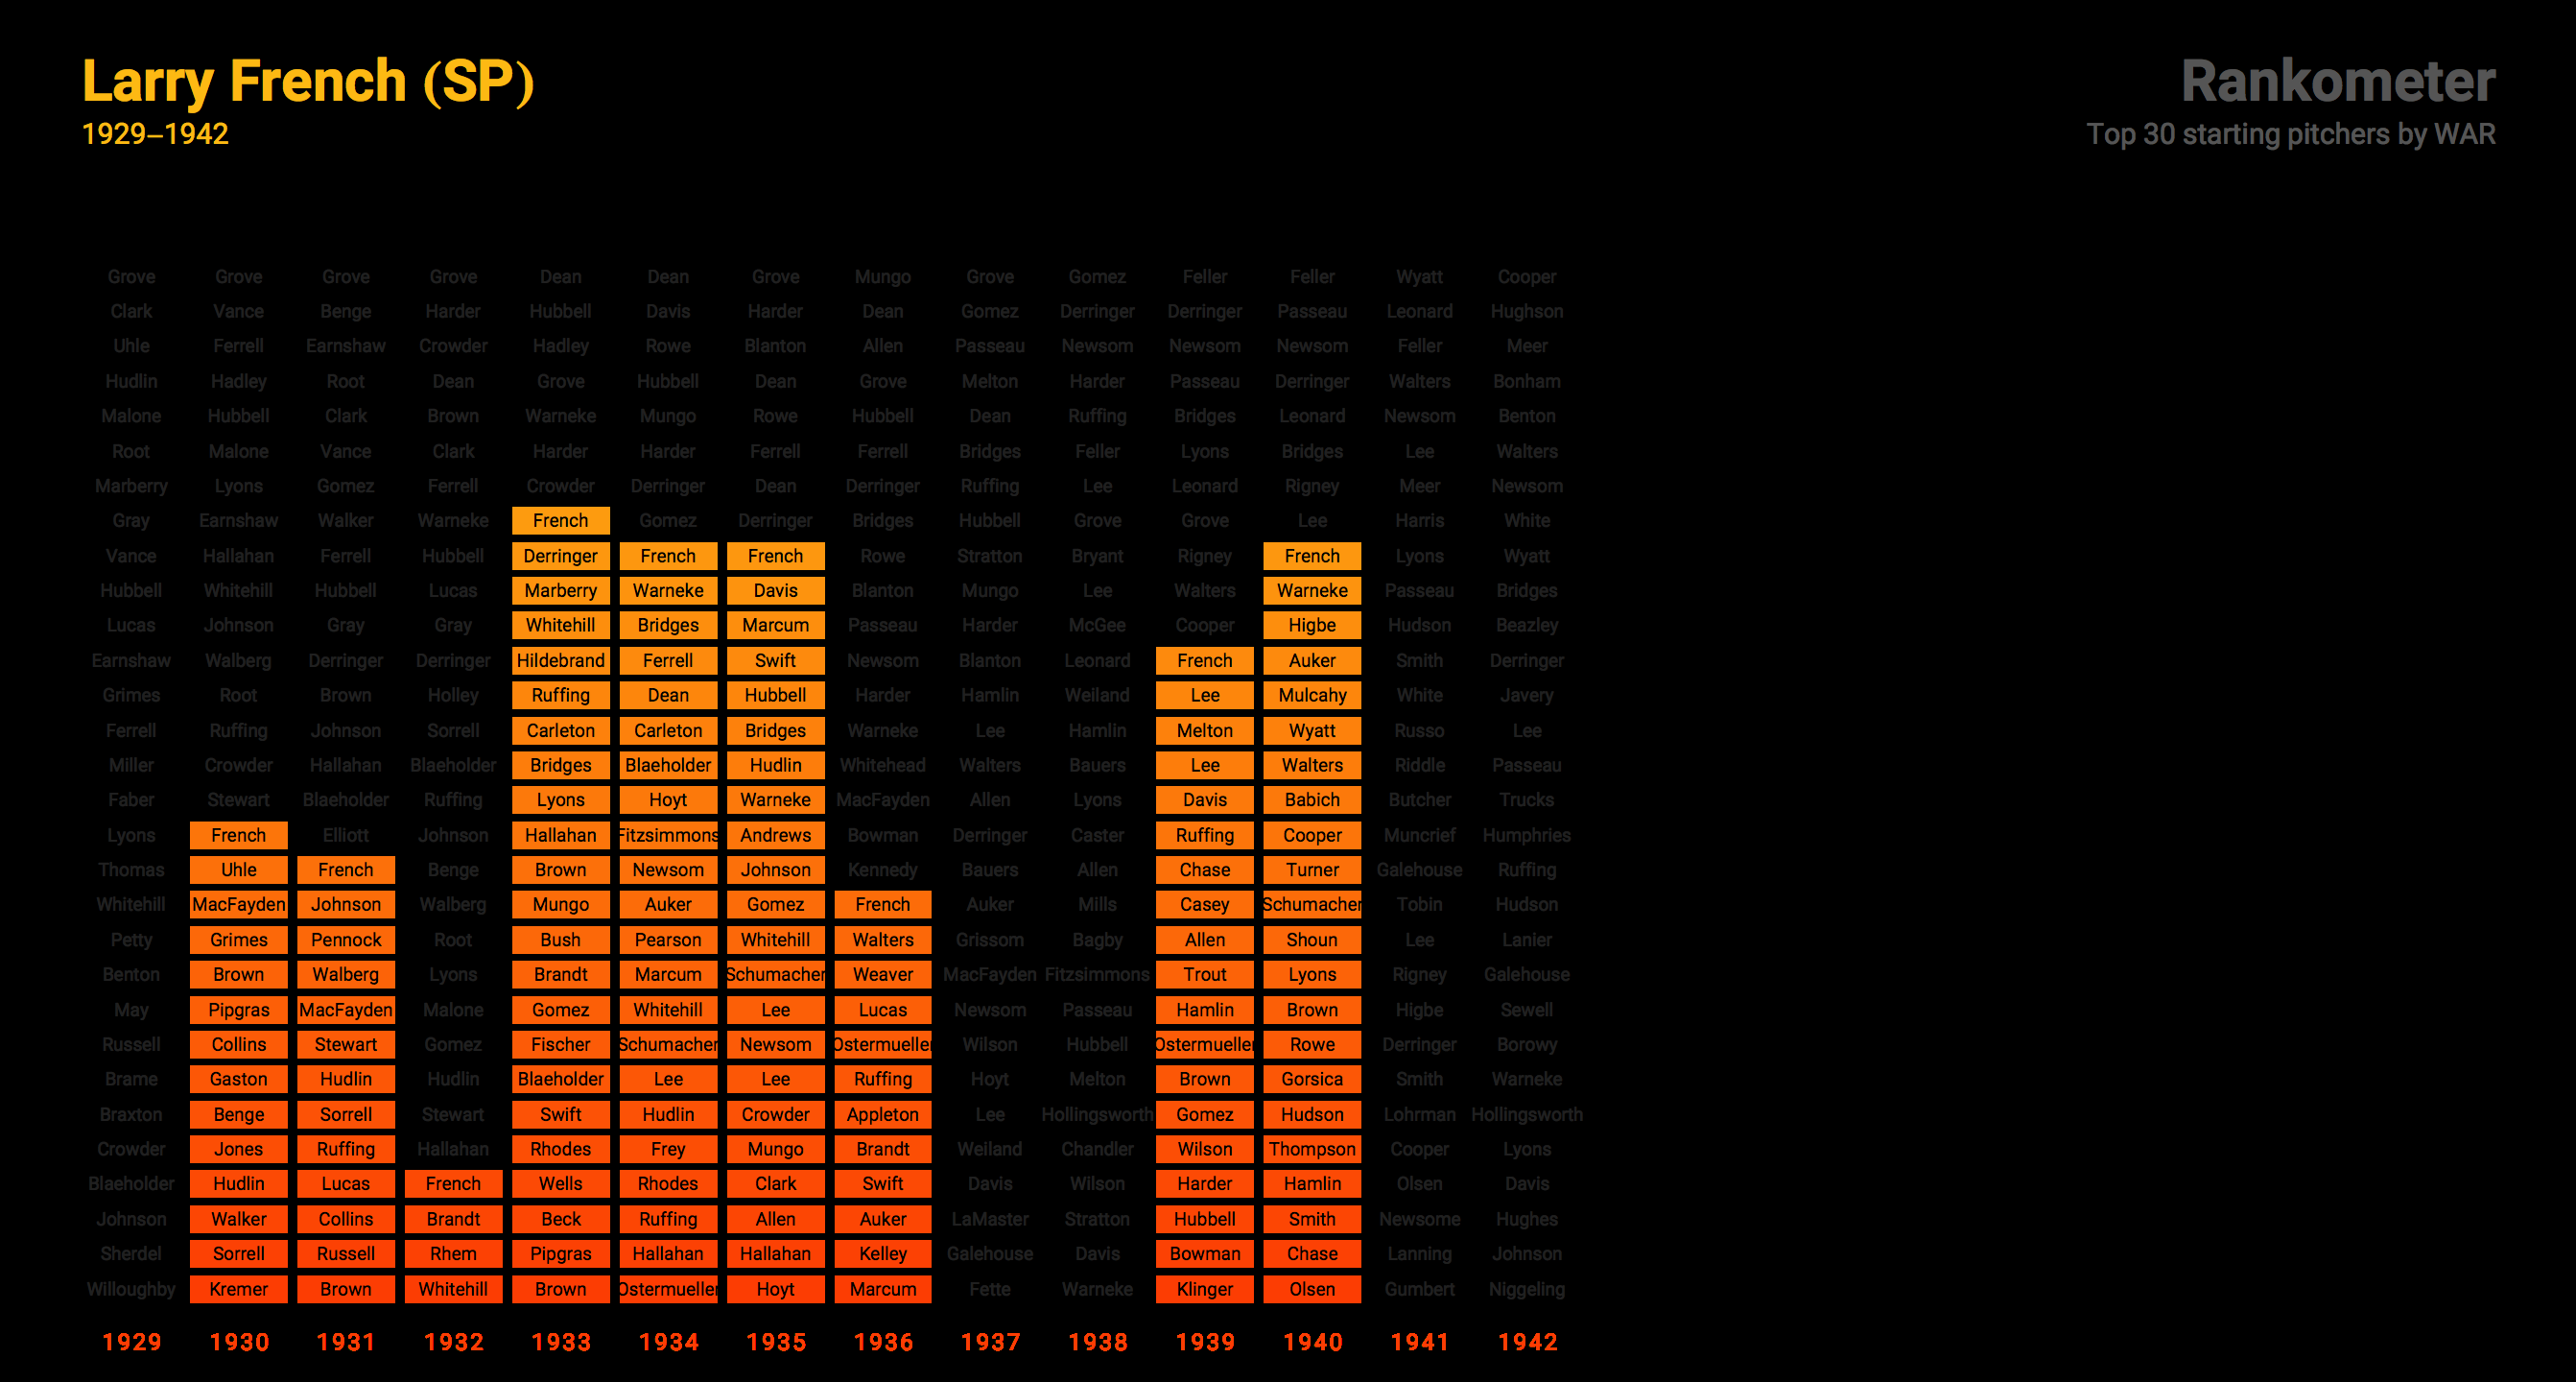 Larry French (SP)
1929–1942
Rankometer
Top 30 starting pitchers by WAR
Grove Grove Grove Grove Dean Dean Grove Mungo Grove Gomez Feller Feller Wyatt Cooper
Clark Vance Benge Harder Hubbell Davis Harder Dean Gomez Derringer Derringer Passeau Leonard Hughson
Uhle Ferrell Earnshaw Crowder Hadley Rowe Blanton Allen Passeau Newsom Newsom Newsom Feller Meer
Hudlin Hadley Root Dean Grove Hubbell Dean Grove Melton Harder Passeau Derringer Walters Bonham
Malone Hubbell Clark Brown Warneke Mungo Rowe Hubbell Dean Ruffing Bridges Leonard Newsom Benton
Root Malone Vance Clark Harder Harder Ferrell Ferrell Bridges Feller Lyons Bridges Lee Walters
Marberry Lyons Gomez Ferrell Crowder Derringer Dean Derringer Ruffing Lee Leonard Rigney Meer Newsom
Gray Earnshaw Walker Warneke French Gomez Derringer Bridges Hubbell Grove Grove Lee Harris White
Vance Hallahan Ferrell Hubbell Derringer French French Rowe Stratton Bryant Rigney French Lyons Wyatt
Hubbell Whitehill Hubbell Lucas Marberry Warneke Davis Blanton Mungo Lee Walters Warneke Passeau Bridges
Lucas Johnson Gray Gray Whitehill Bridges Marcum Passeau Harder McGee Cooper Higbe Hudson Beazley
Earnshaw Walberg Derringer Derringer Hildebrand Ferrell Swift Newsom Blanton Leonard French Auker Smith Derringer
Grimes Root Brown Holley Ruffing Dean Hubbell Harder Hamlin Weiland Lee Mulcahy White Javery
Ferrell Ruffing Johnson Sorrell Carleton Carleton Bridges Warneke Lee Hamlin Melton Wyatt Russo Lee
Miller Crowder Hallahan Blaeholder Bridges Blaeholder Hudlin Whitehead Walters Bauers Lee Walters Riddle Passeau
Faber Stewart Blaeholder Ruffing Lyons Hoyt Warneke MacFayden Allen Lyons Davis Babich Butcher Trucks
Lyons French Elliott Johnson Hallahan Fitzsimmons Andrews Bowman Derringer Caster Ruffing Cooper Muncrief Humphries
Thomas Uhle French Benge Brown Newsom Johnson Kennedy Bauers Allen Chase Turner Galehouse Ruffing
Whitehill MacFayden Johnson Walberg Mungo Auker Gomez French Auker Mills Casey Schumacher Tobin Hudson
Petty Grimes Pennock Root Bush Pearson Whitehill Walters Grissom Bagby Allen Shoun Lee Lanier
Benton Brown Walberg Lyons Brandt Marcum Schumacher Weaver MacFayden Fitzsimmons Trout Lyons Rigney Galehouse
May Pipgras MacFayden Malone Gomez Whitehill Lee Lucas Newsom Passeau Hamlin Brown Higbe Sewell
Russell Collins Stewart Gomez Fischer Schumacher Newsom Ostermueller Wilson Hubbell Ostermueller Rowe Derringer Borowy
Brame Gaston Hudlin Hudlin Blaeholder Lee Lee Ruffing Hoyt Melton Brown Gorsica Smith Warneke
Braxton Benge Sorrell Stewart Swift Hudlin Crowder Appleton Lee Hollingsworth Gomez Hudson Lohrman Hollingsworth
Crowder Jones Ruffing Hallahan Rhodes Frey Mungo Brandt Weiland Chandler Wilson Thompson Cooper Lyons
Blaeholder Hudlin Lucas French Wells Rhodes Clark Swift Davis Wilson Harder Hamlin Olsen Davis
Johnson Walker Collins Brandt Beck Ruffing Allen Auker LaMaster Stratton Hubbell Smith Newsome Hughes
Sherdel Sorrell Russell Rhem Pipgras Hallahan Hallahan Kelley Galehouse Davis Bowman Chase Lanning Johnson
Willoughby Kremer Brown Whitehill Brown Ostermueller Hoyt Marcum Fette Warneke Klinger Olsen Gumbert Niggeling
1929 1930 1931 1932 1933 1934 1935 1936 1937 1938 1939 1940 1941 1942